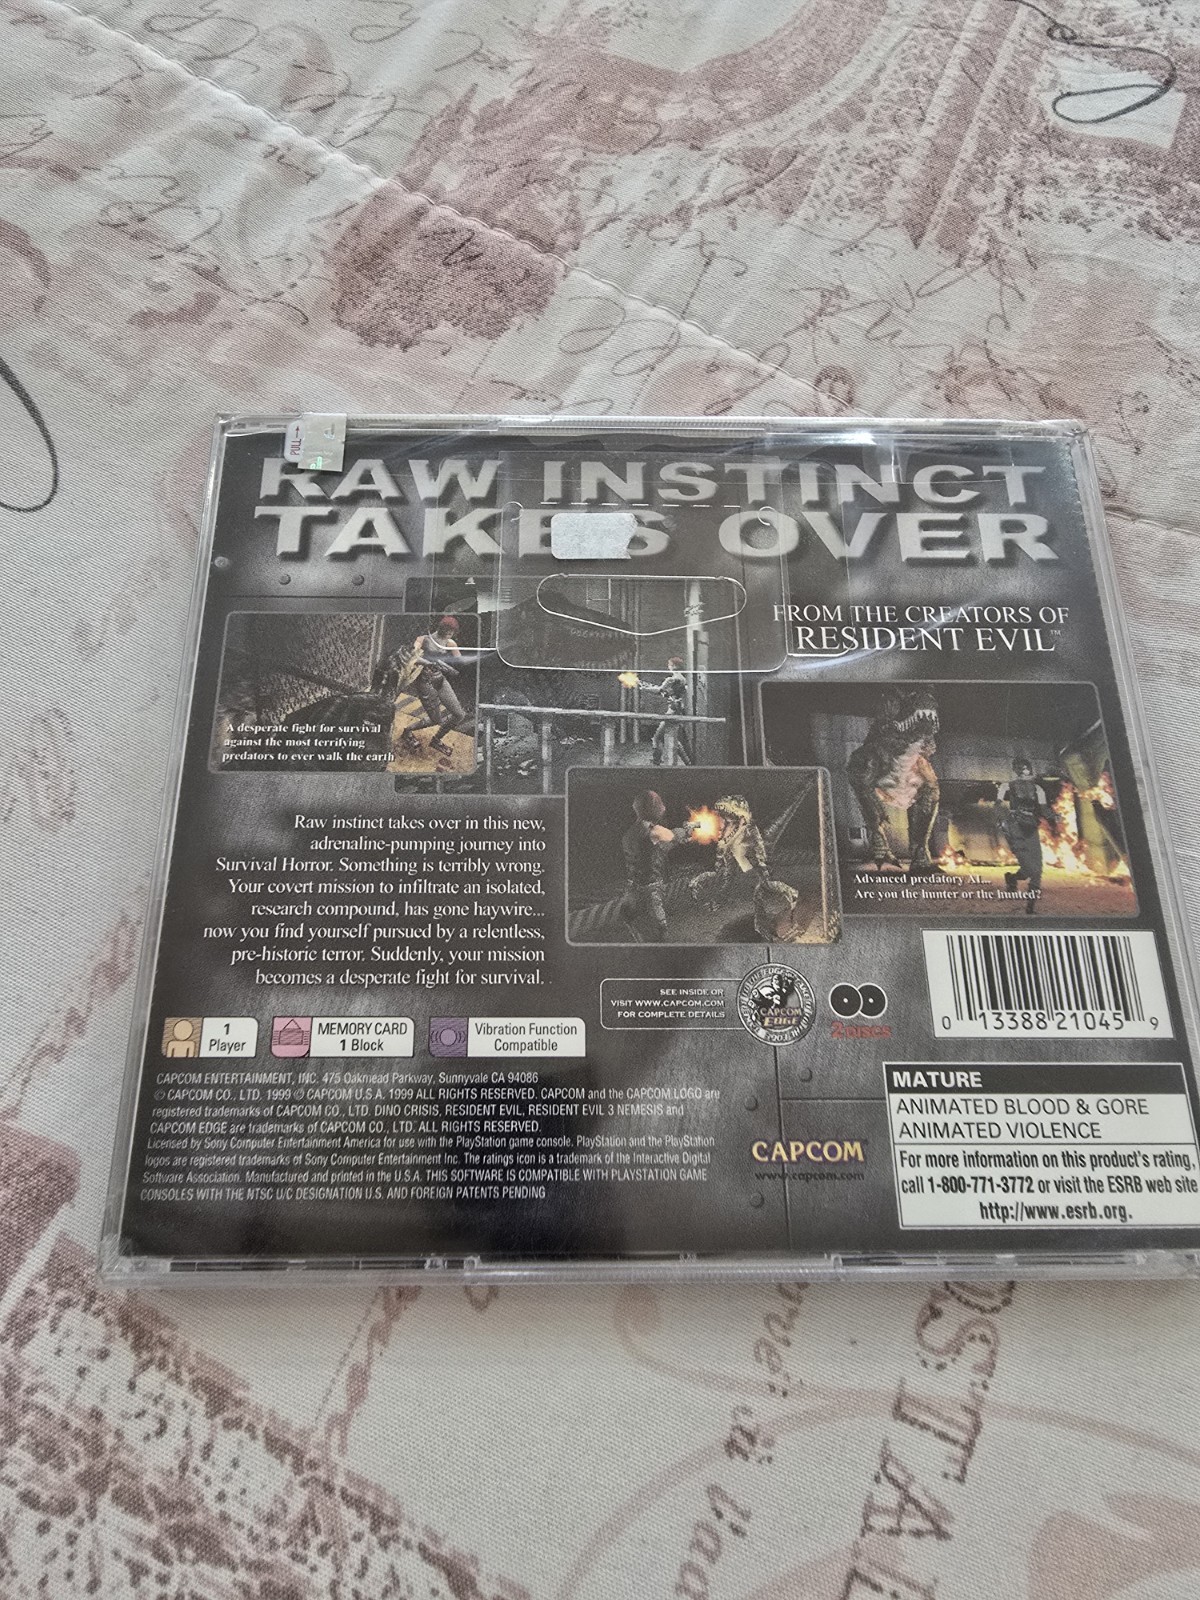 PULL→
RAW INSTINCT
TAKES OVER
FROM THE CREATORS OF
RESIDENT EVIL™
A desperate fight for survival
against the most terrifying
predators to ever walk the earth
Raw instinct takes over in this new,
adrenaline-pumping journey into
Survival Horror. Something is terribly wrong.
Your covert mission to infiltrate an isolated,
research compound, has gone haywire...
now you find yourself pursued by a relentless,
pre-historic terror. Suddenly, your mission
becomes a desperate fight for survival.
Advanced predatory AI...
Are you the hunter or the hunted?
SEE INSIDE OR
VISIT WWW.CAPCOM.COM
FOR COMPLETE DETAILS
CAPCOM
EDGE
2 DISCS
0 13388 21045 9
1
Player
MEMORY CARD
1 Block
Vibration Function
Compatible
CAPCOM ENTERTAINMENT, INC. 475 Oakmead Parkway, Sunnyvale CA 94086
© CAPCOM CO., LTD. 1999 © CAPCOM U.S.A. 1999 ALL RIGHTS RESERVED. CAPCOM and the CAPCOM LOGO are
registered trademarks of CAPCOM CO., LTD. DINO CRISIS, RESIDENT EVIL, RESIDENT EVIL 3 NEMESIS and
CAPCOM EDGE are trademarks of CAPCOM CO., LTD. ALL RIGHTS RESERVED.
Licensed by Sony Computer Entertainment America for use with the PlayStation game console. PlayStation and the PlayStation
logos are registered trademarks of Sony Computer Entertainment Inc. The ratings icon is a trademark of the Interactive Digital
Software Association. Manufactured and printed in the U.S.A. THIS SOFTWARE IS COMPATIBLE WITH PLAYSTATION GAME
CONSOLES WITH THE NTSC U/C DESIGNATION U.S. AND FOREIGN PATENTS PENDING
CAPCOM
www.capcom.com
MATURE
ANIMATED BLOOD & GORE
ANIMATED VIOLENCE
For more information on this product's rating,
call 1-800-771-3772 or visit the ESRB web site
http://www.esrb.org.